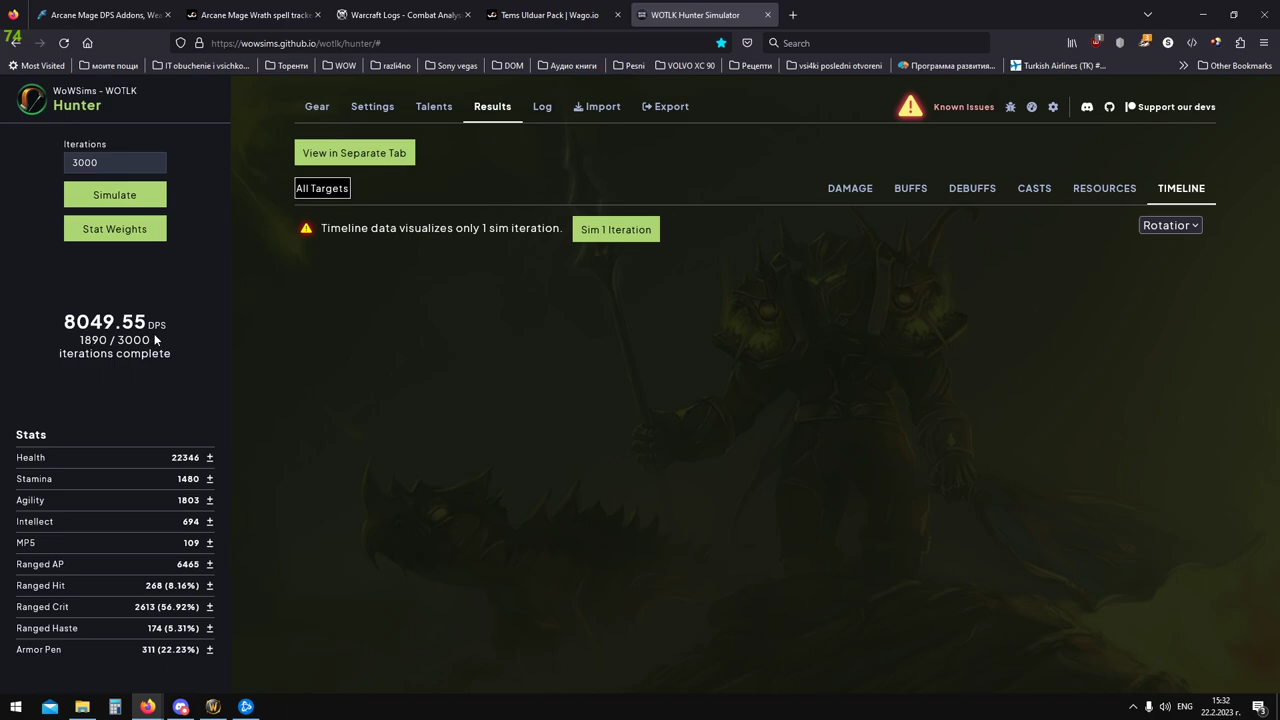 74
Arcane Mage DPS Addons, Wea
Arcane Mage Wrath spell tracke
Warcraft Logs - Combat Analys
Tems Ulduar Pack | Wago.io
WOTLK Hunter Simulator
https://wowsims.github.io/wotlk/hunter/#
Search
Most Visited
моите пощи
IT obuchenie i vsichko...
Торенти
WOW
razli4no
Sony vegas
DOM
Аудио книги
Pesni
VOLVO XC 90
Рецепти
vsi4ki posledni otvoreni
Програма развития...
Turkish Airlines (TK) #...
Other Bookmarks
WoWSims - WOTLK
Hunter
Gear
Settings
Talents
Results
Log
Import
Export
Known Issues
Support our devs
Iterations
3000
Simulate
Stat Weights
View in Separate Tab
All Targets
DAMAGE
BUFFS
DEBUFFS
CASTS
RESOURCES
TIMELINE
Timeline data visualizes only 1 sim iteration.
Sim 1 Iteration
Rotation
8049.55 DPS
1890 / 3000
iterations complete
Stats
Health 22346 ±
Stamina 1480 ±
Agility 1803 ±
Intellect 694 ±
MP5 109 ±
Ranged AP 6465 ±
Ranged Hit 268 (8.16%) ±
Ranged Crit 2613 (56.92%) ±
Ranged Haste 174 (5.31%) ±
Armor Pen 311 (22.23%) ±
ENG
15:32
22.2.2023 г.
3